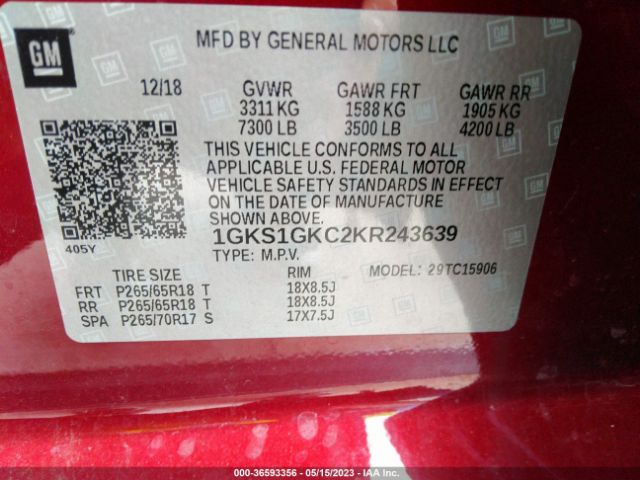 GM
MFD BY GENERAL MOTORS LLC
12/18 GVWR GAWR FRT GAWR RR
3311 KG 1588 KG 1905 KG
7300 LB 3500 LB 4200 LB
THIS VEHICLE CONFORMS TO ALL
APPLICABLE U.S. FEDERAL MOTOR
VEHICLE SAFETY STANDARDS IN EFFECT
ON THE DATE OF MANUFACTURE
SHOWN ABOVE.
1GKS1GKC2KR243639
405Y
TYPE: M.P.V. MODEL: 29TC15906
TIRE SIZE RIM
FRT P265/65R18 T 18X8.5J
RR P265/65R18 T 18X8.5J
SPA P265/70R17 S 17X7.5J
000-36593356 - 05/15/2023 - IAA Inc.